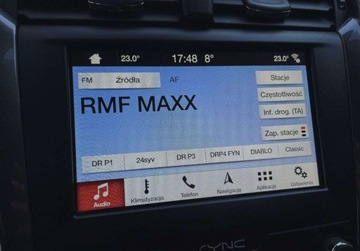 23.0° 17:48 8° 23.0°
FM Źródła AF Stacje
Częstotliwość
RMF MAXX
Inf. drog. (TA)
Zap. stacje
DR P1 24syv DR P3 DRP4 FYN DIABLO Classic
Audio Klimatyzacja Telefon Nawigacja Aplikacje Ustawienia
SYNC